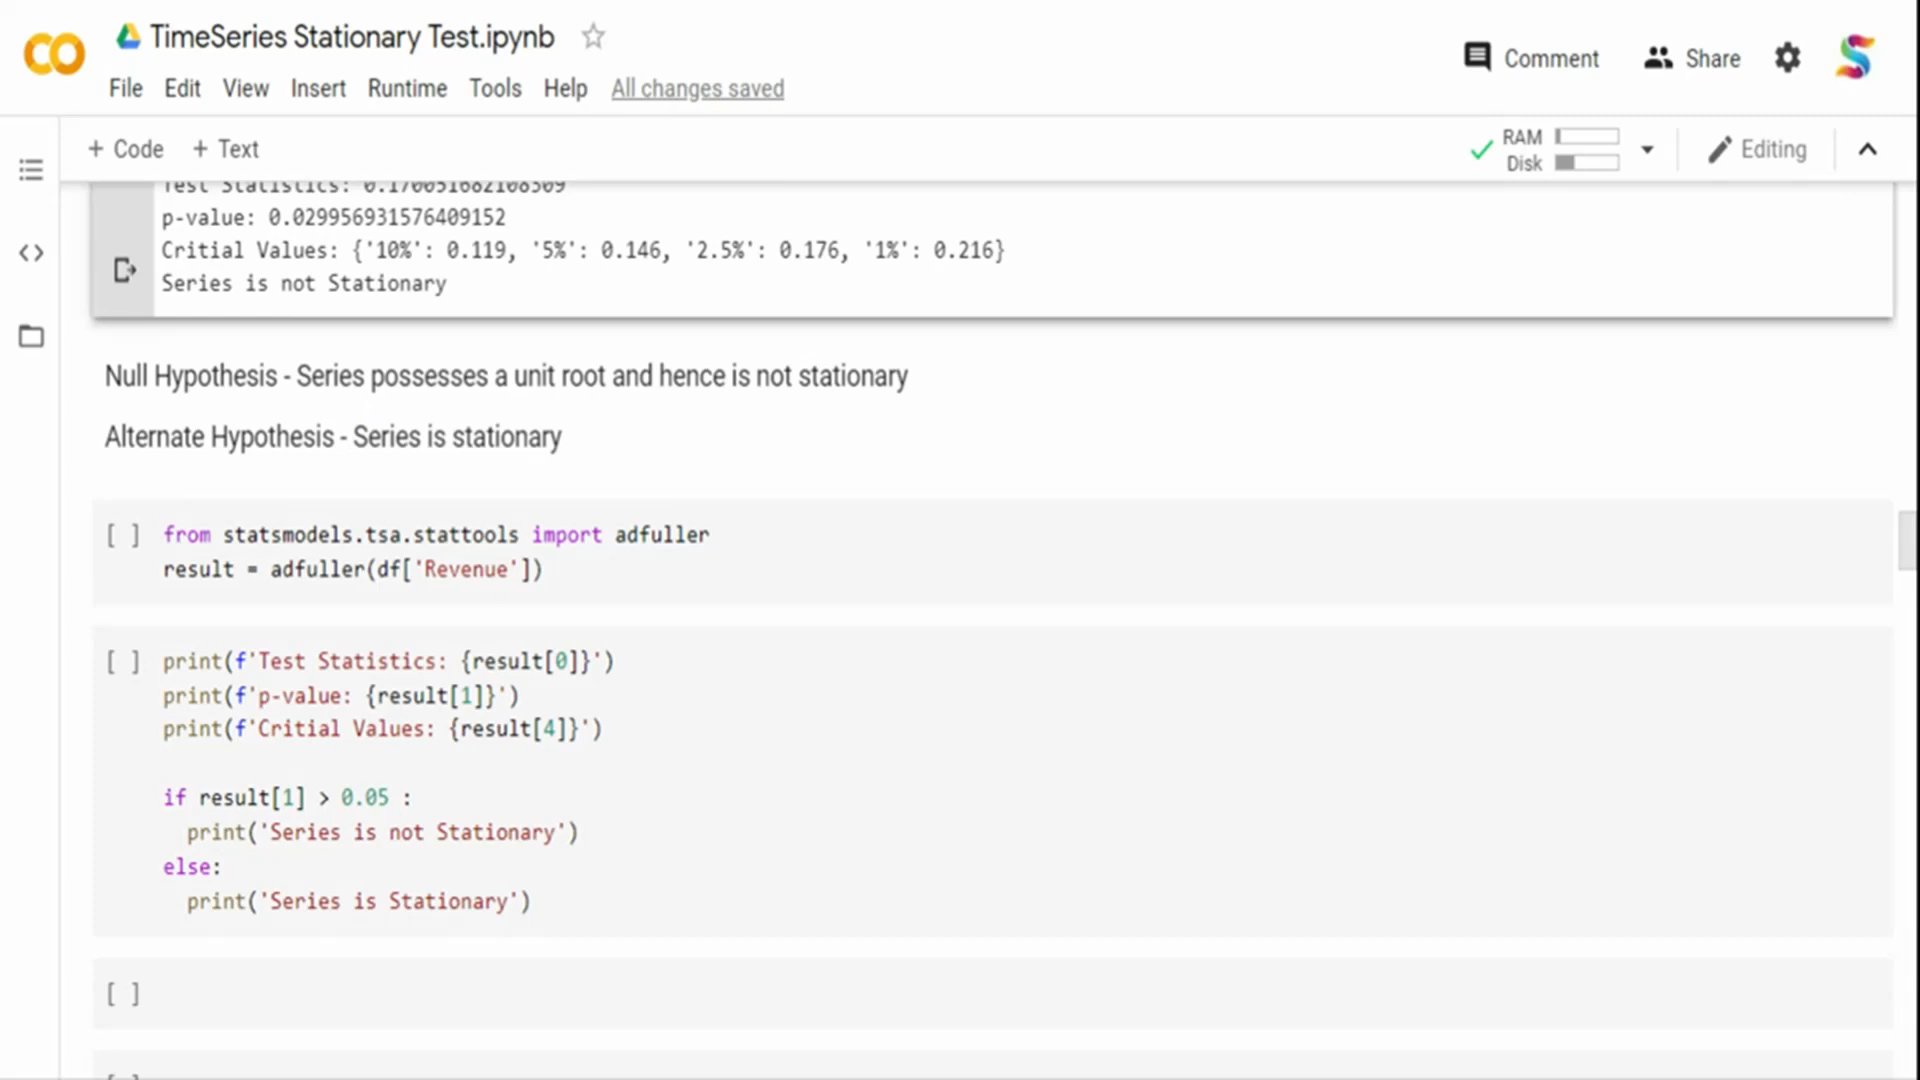 TimeSeries Stationary Test.ipynb
File Edit View Insert Runtime Tools Help All changes saved
Comment Share
+ Code + Text
RAM
Disk
Editing
Test Statistics: 0.170051682108309
p-value: 0.029956931576409152
Critial Values: {'10%': 0.119, '5%': 0.146, '2.5%': 0.176, '1%': 0.216}
Series is not Stationary
Null Hypothesis - Series possesses a unit root and hence is not stationary
Alternate Hypothesis - Series is stationary
[ ] from statsmodels.tsa.stattools import adfuller
result = adfuller(df['Revenue'])
[ ] print(f'Test Statistics: {result[0]}')
print(f'p-value: {result[1]}')
print(f'Critial Values: {result[4]}')
if result[1] > 0.05 :
print('Series is not Stationary')
else:
print('Series is Stationary')
[ ]